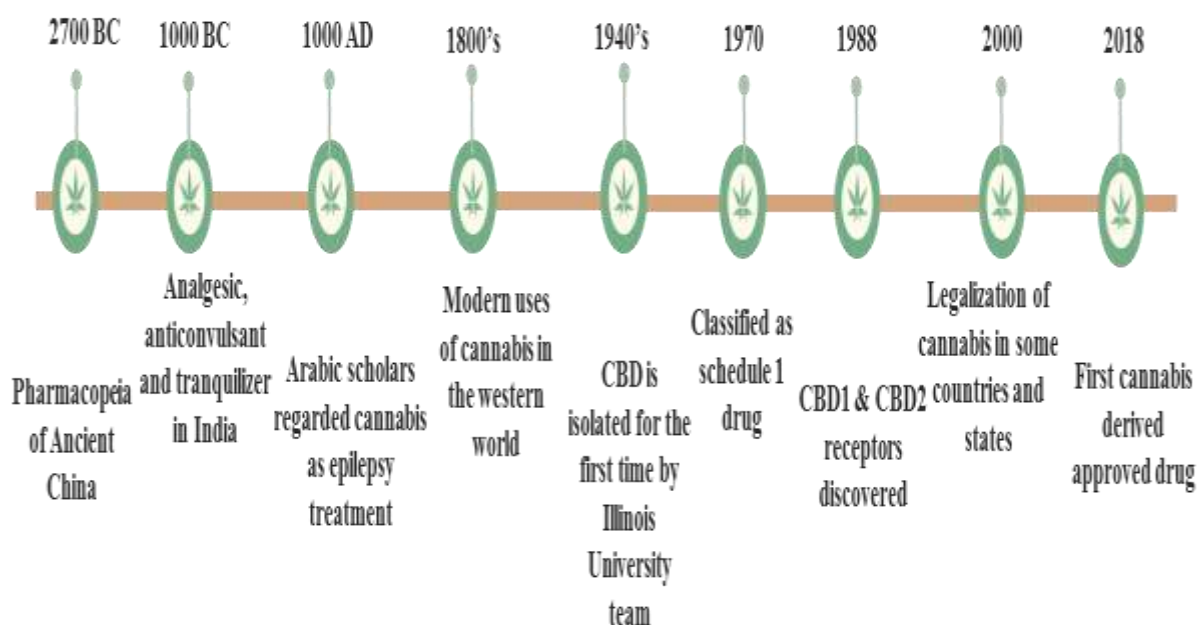 2700 BC
1000 BC
1000 AD
1800's
1940's
1970
1988
2000
2018
Pharmacopeia
of Ancient
China
Analgesic,
anticonvulsant
and tranquilizer
in India
Arabic scholars
regarded cannabis
as epilepsy
treatment
Modern uses
of cannabis in
the western
world
CBD is
isolated for the
first time by
Illinois
University
team
Classified as
schedule 1
drug
CBD1 & CBD2
receptors
discovered
Legalization of
cannabis in some
countries and
states
First cannabis
derived
approved drug